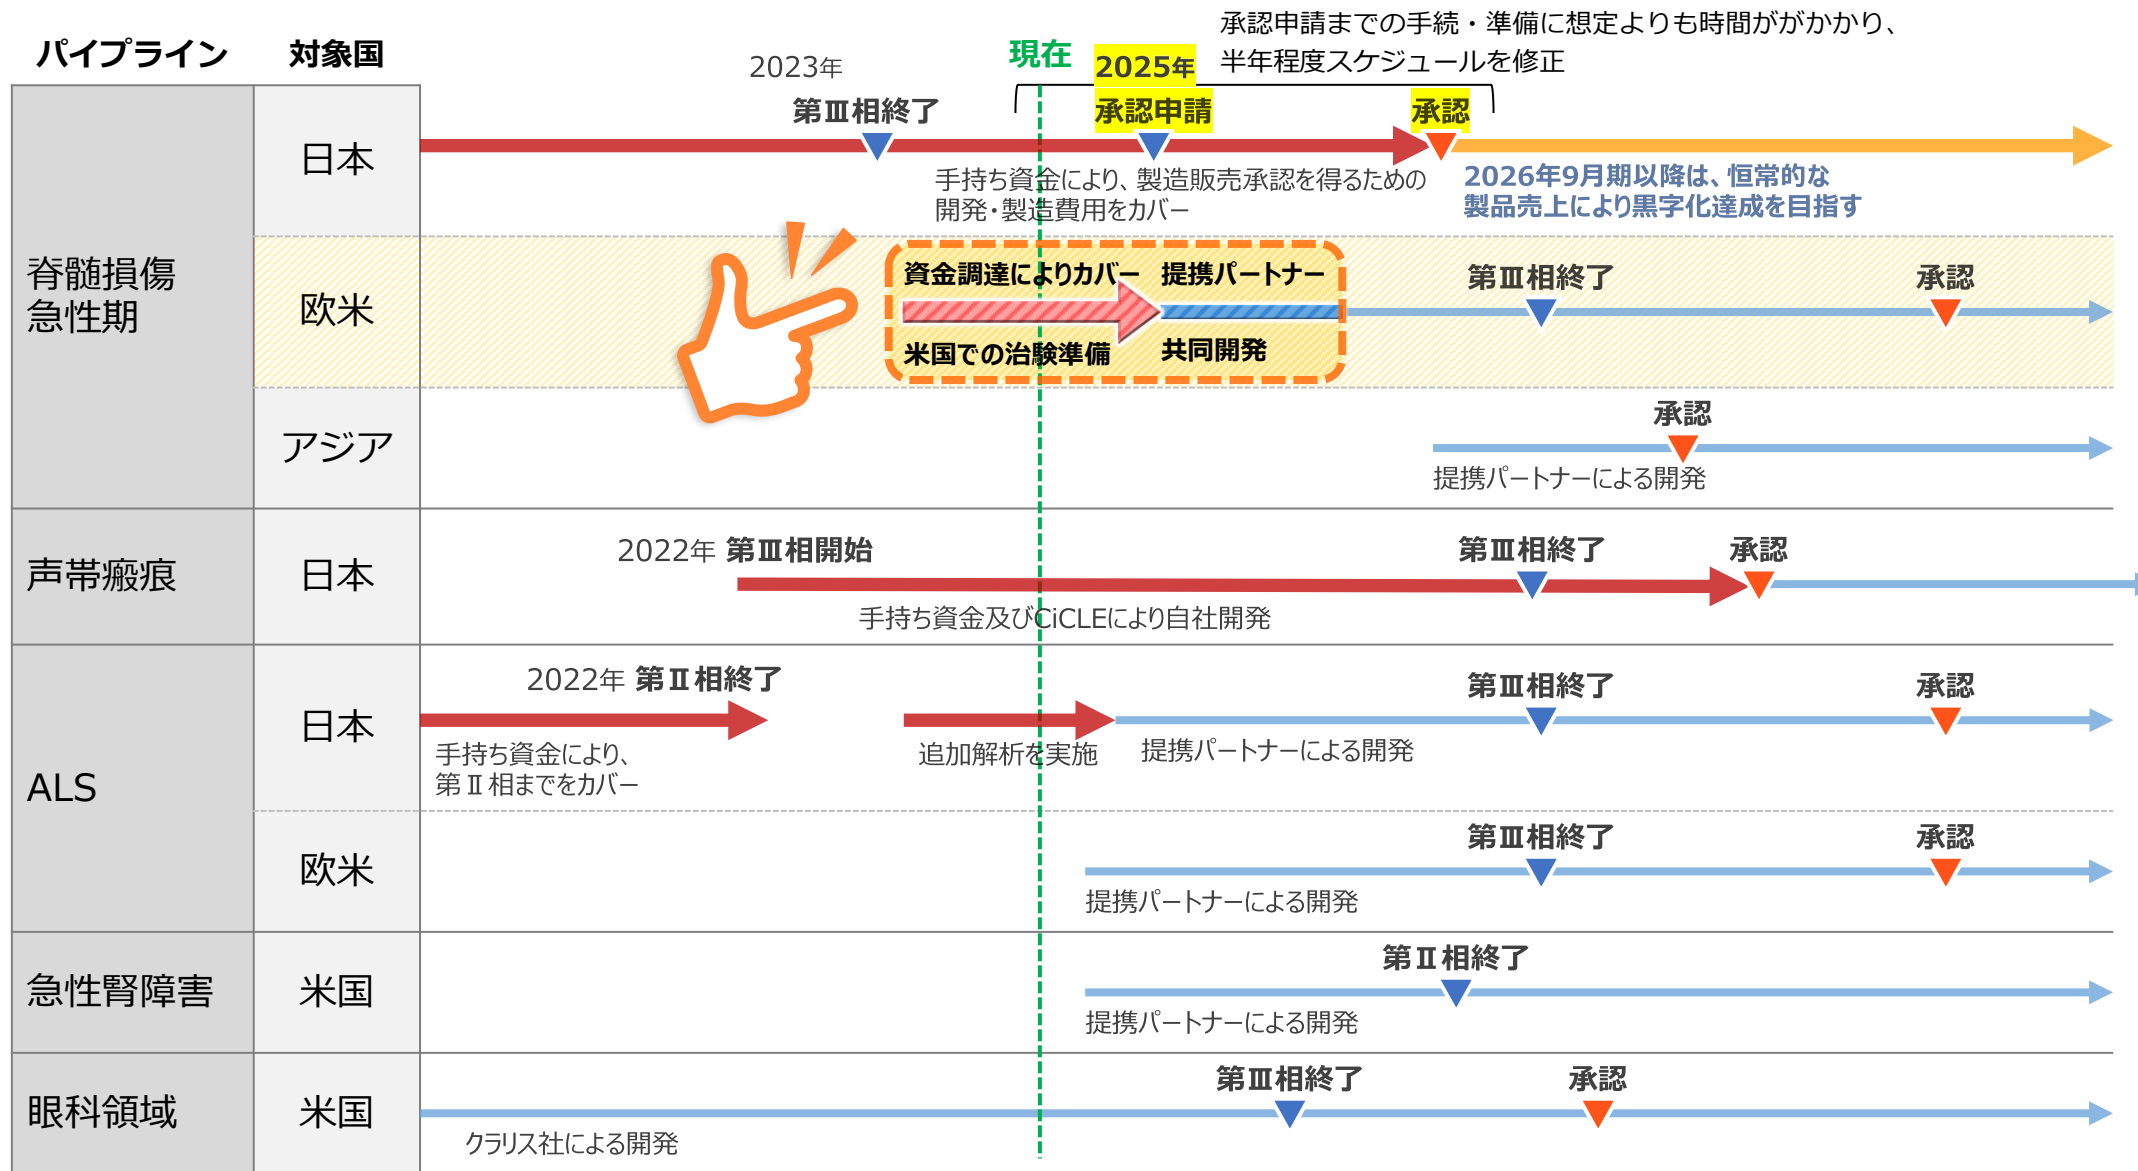 承認申請までの手続・準備に想定よりも時間ががかかり、
半年程度スケジュールを修正
パイプライン
対象国
2023年
現在
2025年
第Ⅲ相終了
承認申請
承認
脊髄損傷
急性期
日本
手持ち資金により、製造販売承認を得るための
開発・製造費用をカバー
2026年9月期以降は、恒常的な
製品売上により黒字化達成を目指す
欧米
資金調達によりカバー
提携パートナー
米国での治験準備
共同開発
第Ⅲ相終了
承認
アジア
承認
提携パートナーによる開発
声帯瘢痕
日本
2022年 第Ⅲ相開始
第Ⅲ相終了
承認
手持ち資金及びCiCLEにより自社開発
ALS
日本
2022年 第Ⅱ相終了
第Ⅲ相終了
承認
手持ち資金により、
第Ⅱ相までをカバー
追加解析を実施
提携パートナーによる開発
欧米
第Ⅲ相終了
承認
提携パートナーによる開発
急性腎障害
米国
第Ⅱ相終了
提携パートナーによる開発
眼科領域
米国
第Ⅲ相終了
承認
クラリス社による開発